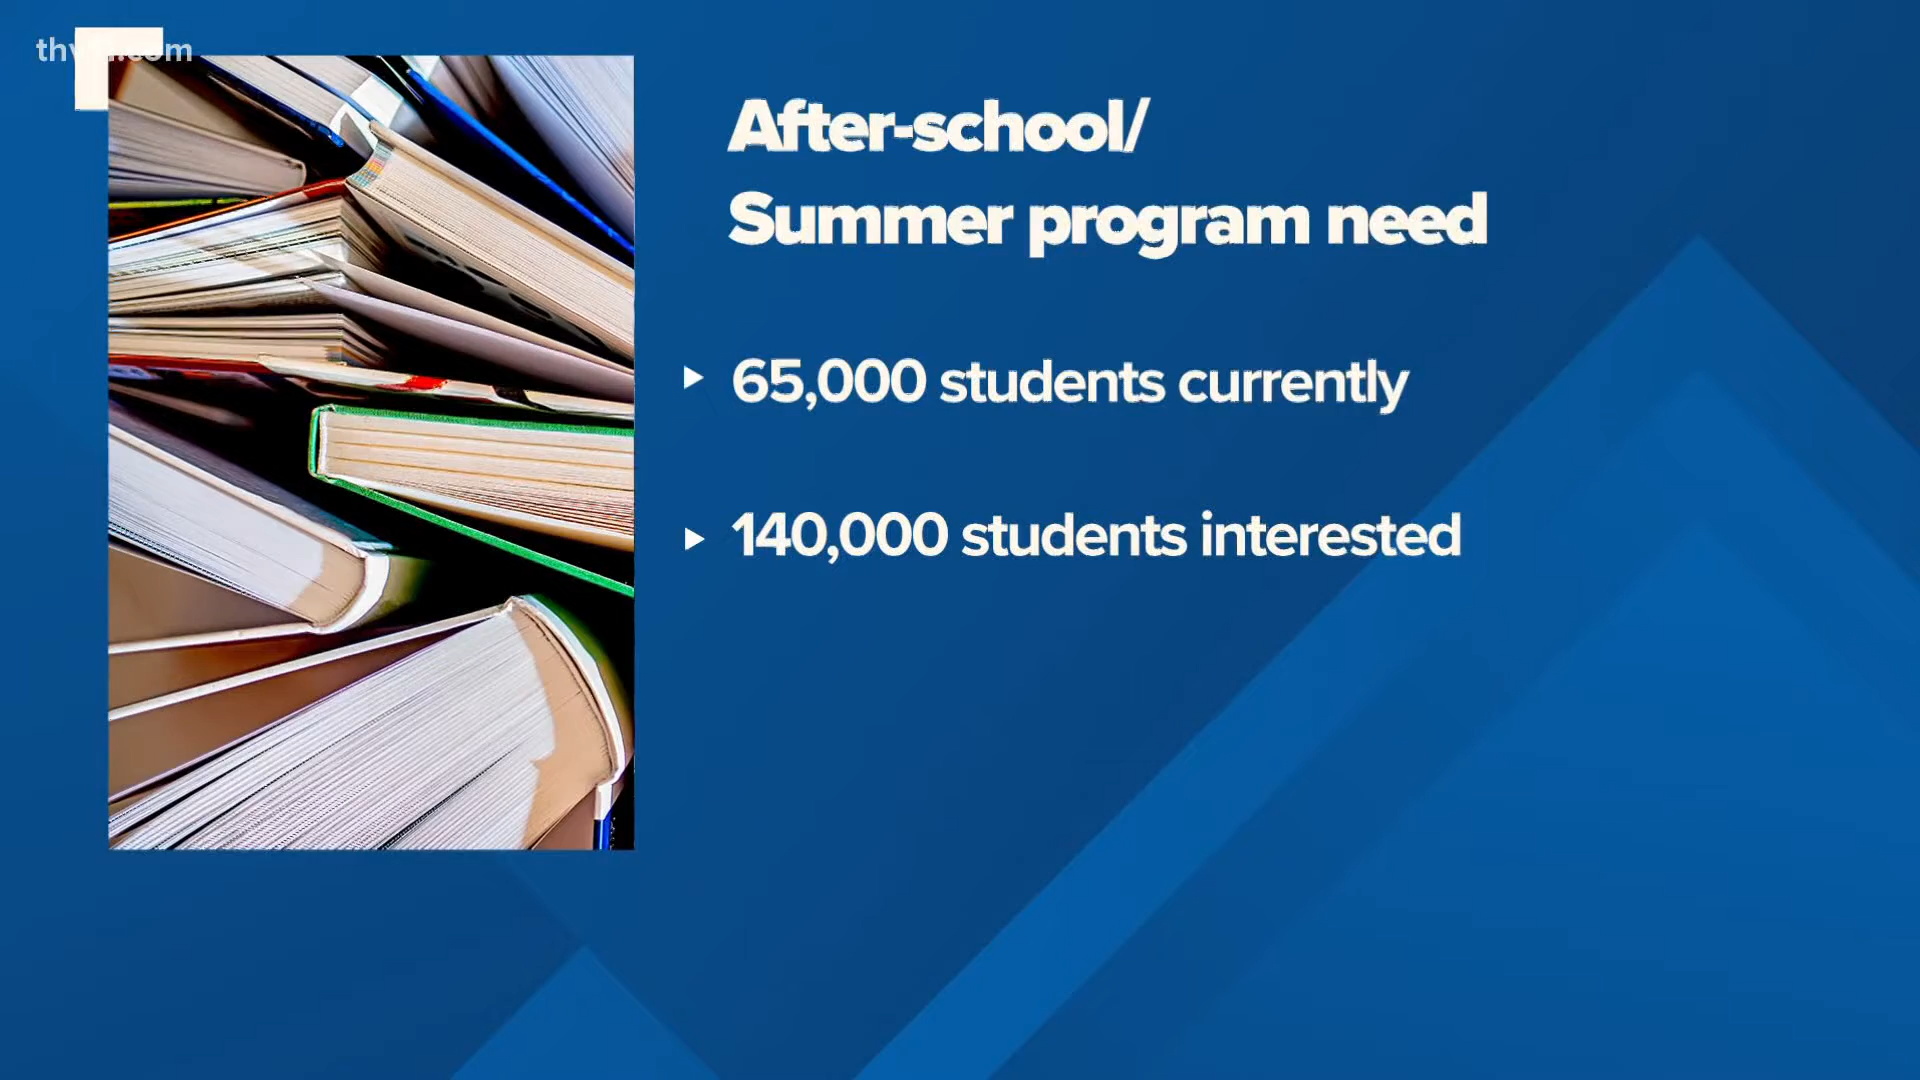 After-school/
Summer program need
65,000 students currently
140,000 students interested